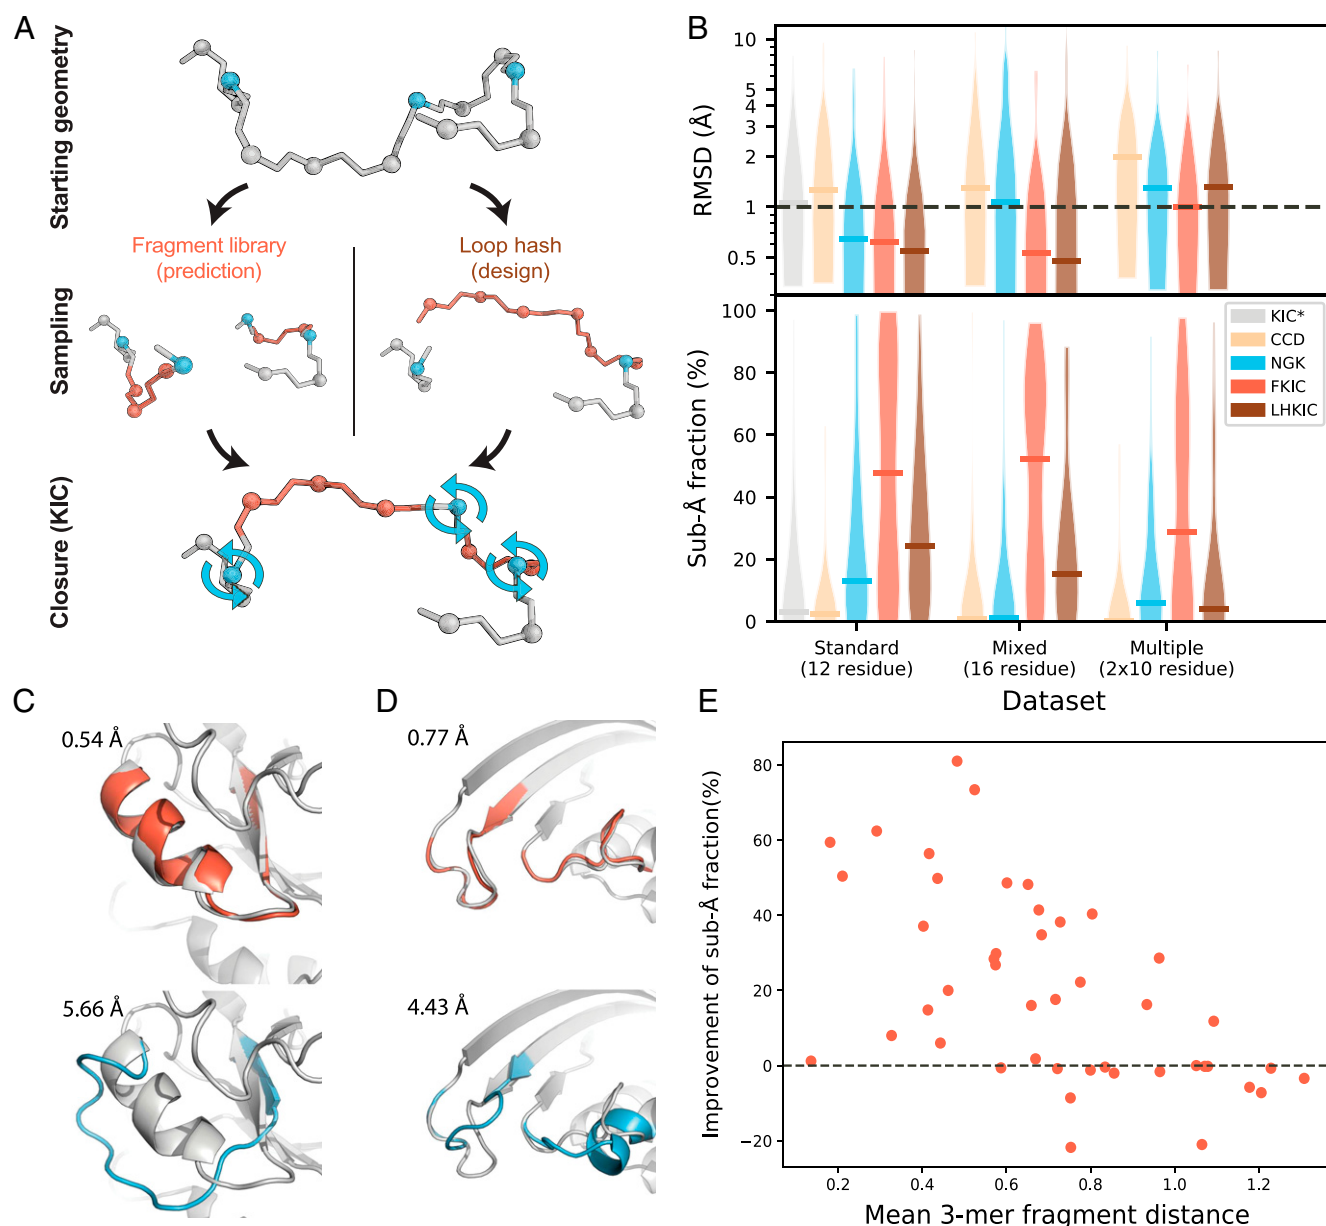 A
Starting geometry
Fragment library
(prediction)
Loop hash
(design)
Sampling
Closure (KIC)
B
RMSD (Å)
10
5
4
3
2
1
0.5
Sub-Å fraction (%)
100
80
60
40
20
0
KIC*
CCD
NGK
FKIC
LHKIC
Standard
(12 residue)
Mixed
(16 residue)
Multiple
(2x10 residue)
Dataset
C
0.54 Å
5.66 Å
D
0.77 Å
4.43 Å
E
Improvement of sub-Å fraction(%)
80
60
40
20
0
−20
0.2 0.4 0.6 0.8 1.0 1.2
Mean 3-mer fragment distance